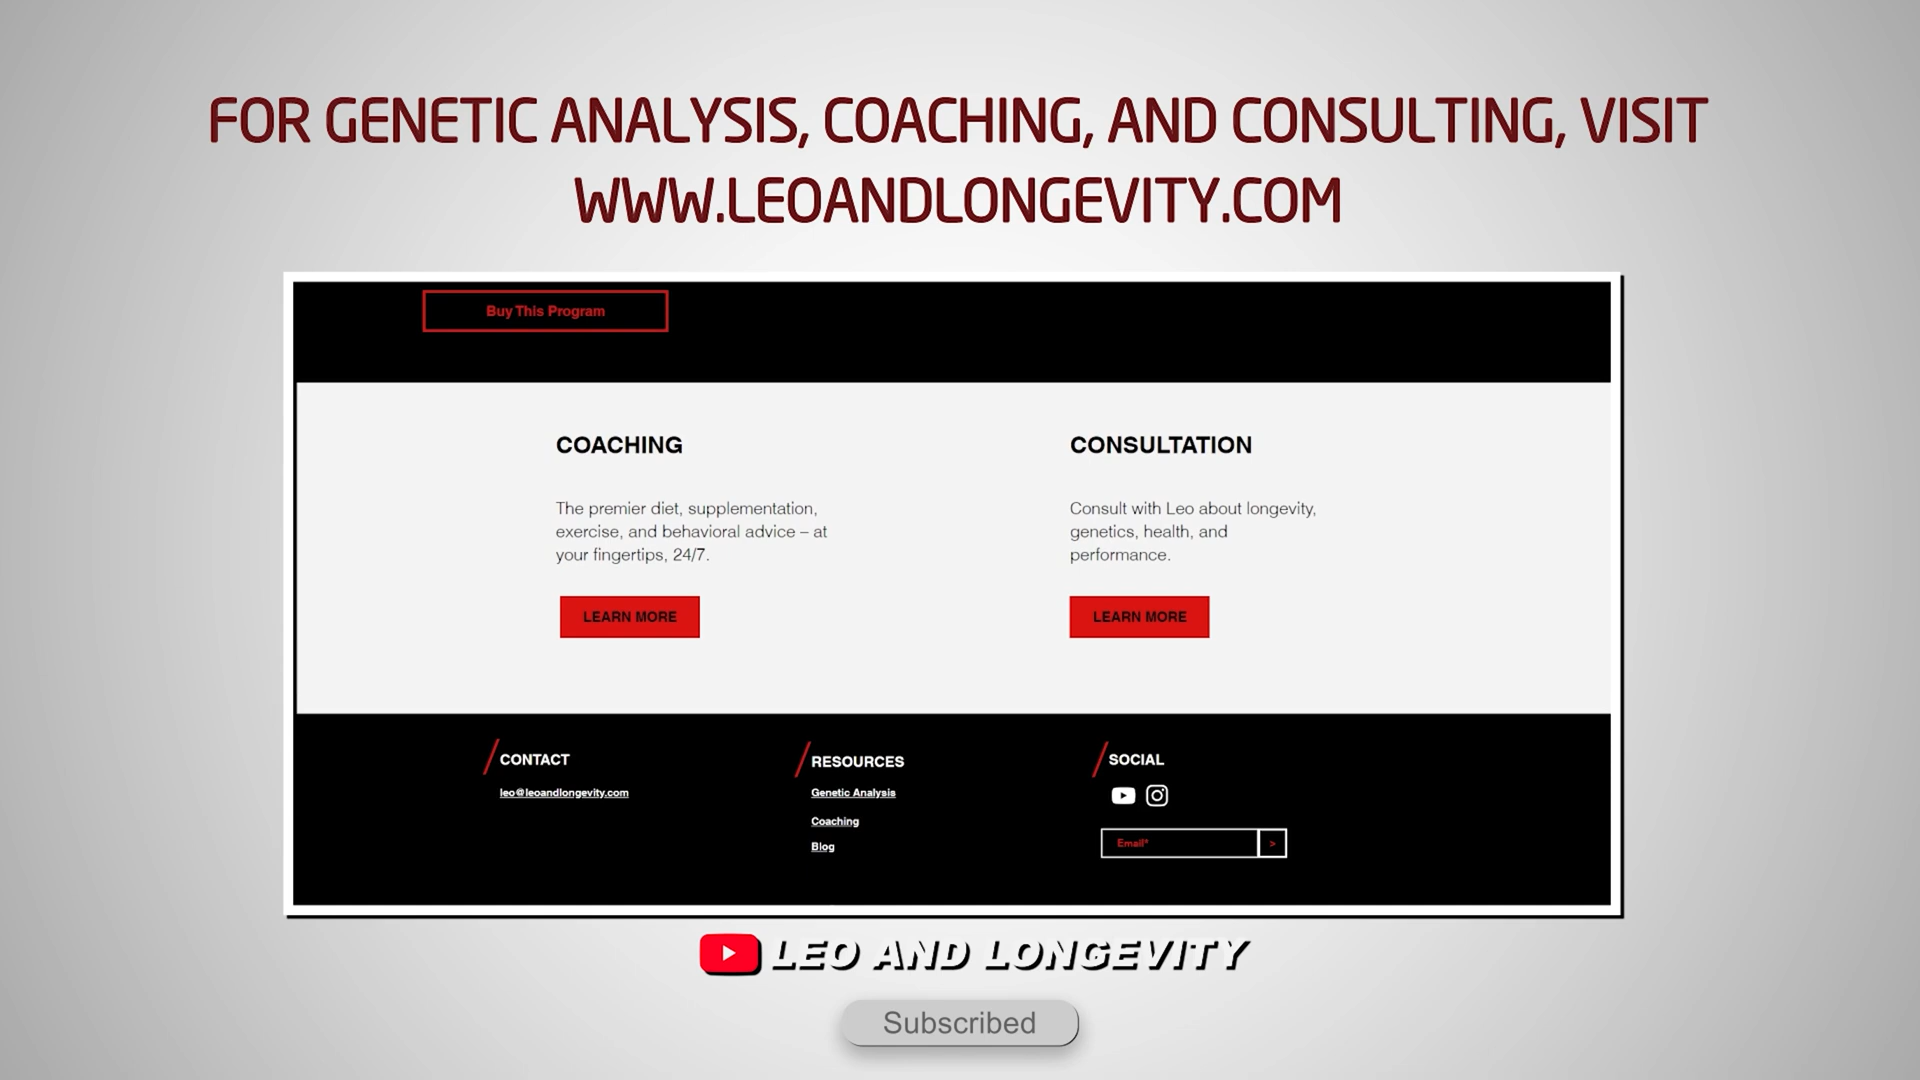 FOR GENETIC ANALYSIS, COACHING, AND CONSULTING, VISIT
WWW.LEOANDLONGEVITY.COM
Buy This Program
COACHING
The premier diet, supplementation,
exercise, and behavioral advice – at
your fingertips, 24/7.
LEARN MORE
CONSULTATION
Consult with Leo about longevity,
genetics, health, and
performance.
LEARN MORE
CONTACT
leo@leoandlongevity.com
RESOURCES
Genetic Analysis
Coaching
Blog
SOCIAL
Email*
>
LEO AND LONGEVITY
Subscribed